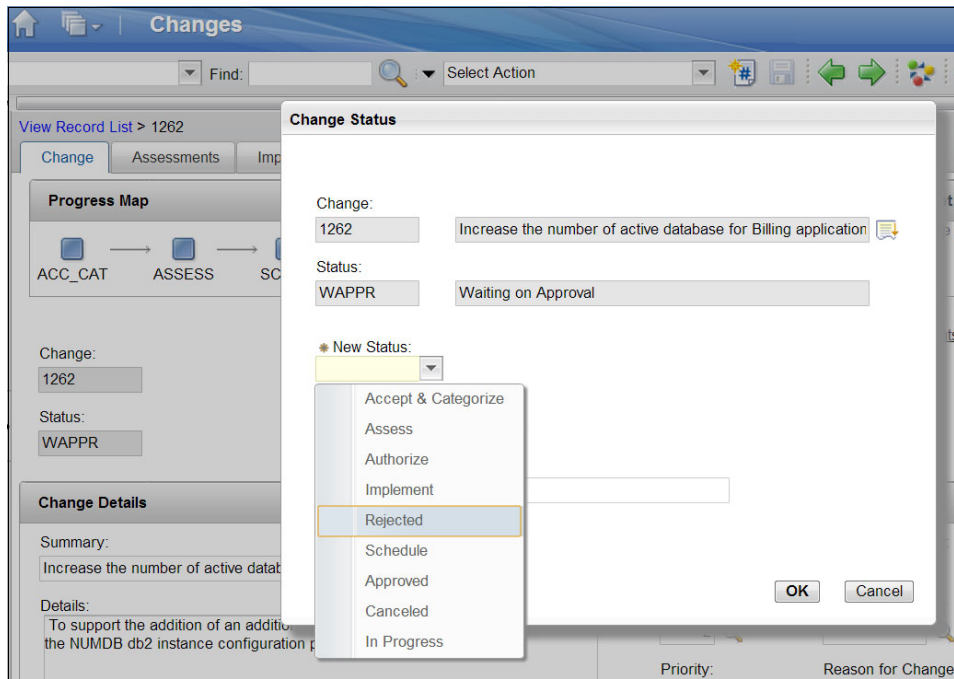 Changes
Find:
Select Action
View Record List > 1262
Change
Assessments
Imp
Progress Map
ACC_CAT
ASSESS
SC
Change:
1262
Status:
WAPPR
Change Details
Summary:
Increase the number of active datab
Details:
To support the addition of an additio
the NUMDB db2 instance configuration p
Change Status
Change:
1262
Increase the number of active database for Billing application
Status:
WAPPR
Waiting on Approval
New Status:
Accept & Categorize
Assess
Authorize
Implement
Rejected
Schedule
Approved
Canceled
In Progress
OK
Cancel
Priority:
Reason for Change